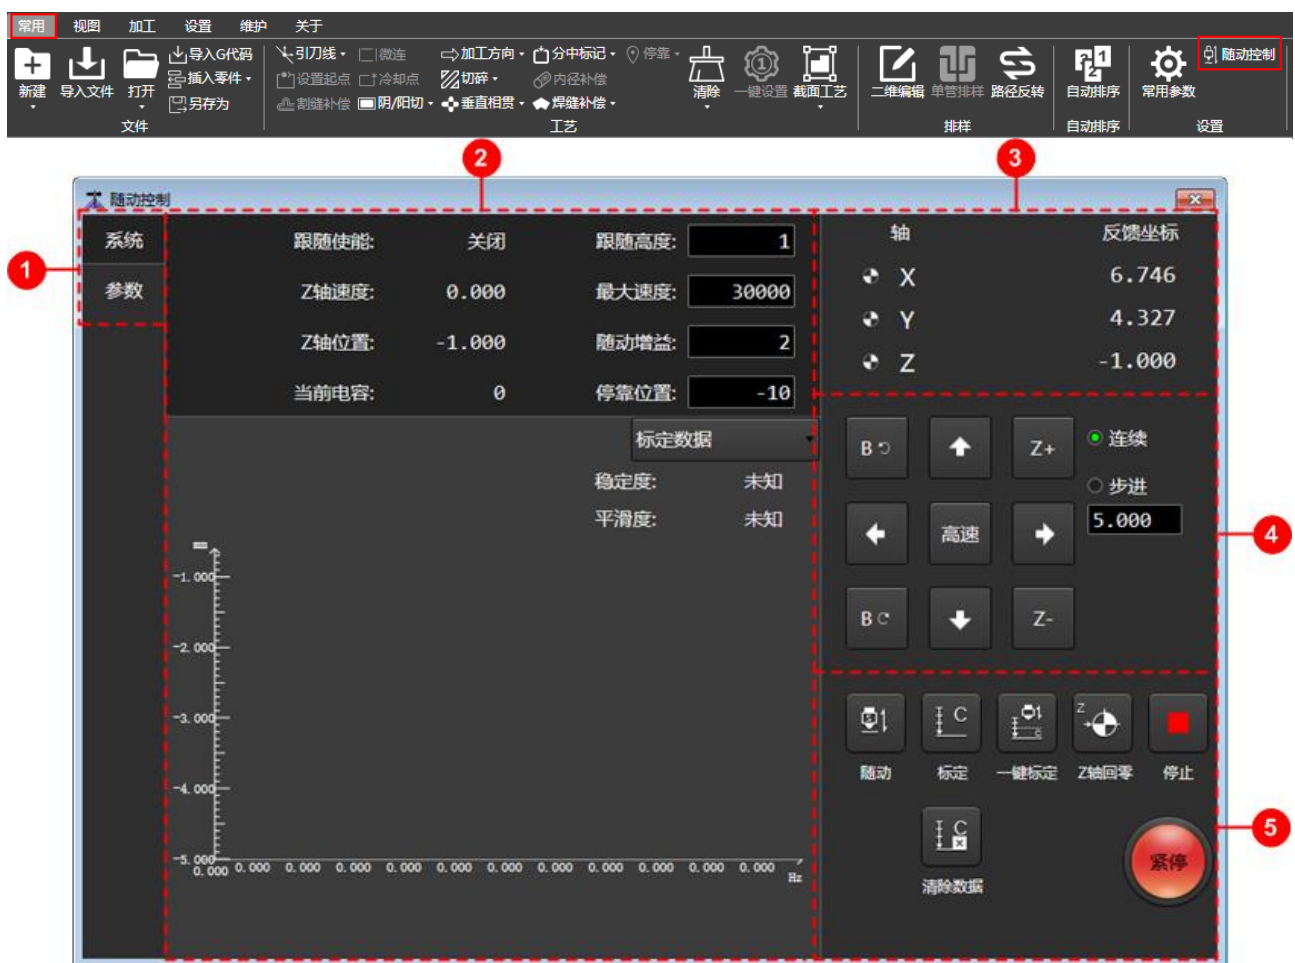 常用 视图 加工 设置 维护 关于
导入G代码 引刀线 微连 加工方向 分中标记 停靠 随动控制
插入零件 设置起点 冷却点 切碎 内径补偿
新建 导入文件 打开 清除 一键设置 截面工艺 二维编辑 单管排样 路径反转 自动排序 常用参数
另存为 割缝补偿 阴/阳切 垂直相贯 焊缝补偿
文件 工艺 排样 自动排序 设置
2 3
随动控制
系统 跟随使能: 关闭 跟随高度: 1 轴 反馈坐标
1
参数 Z轴速度: 0.000 最大速度: 30000 X 6.746
Y 4.327
Z轴位置: -1.000 随动增益: 2
Z -1.000
当前电容: 0 停靠位置: -10
标定数据 B Z+ 连续
稳定度: 未知 步进
平滑度: 未知 5.000
高速 4
mm
-1.000
B Z-
-2.000
-3.000
C S C Z
随动 标定 一键标定 Z轴回零 停止
-4.000
C 5
-5.000 紧停
0.000 0.000 0.000 0.000 0.000 0.000 0.000 0.000 0.000 0.000 0.000 0.000 Hz
清除数据